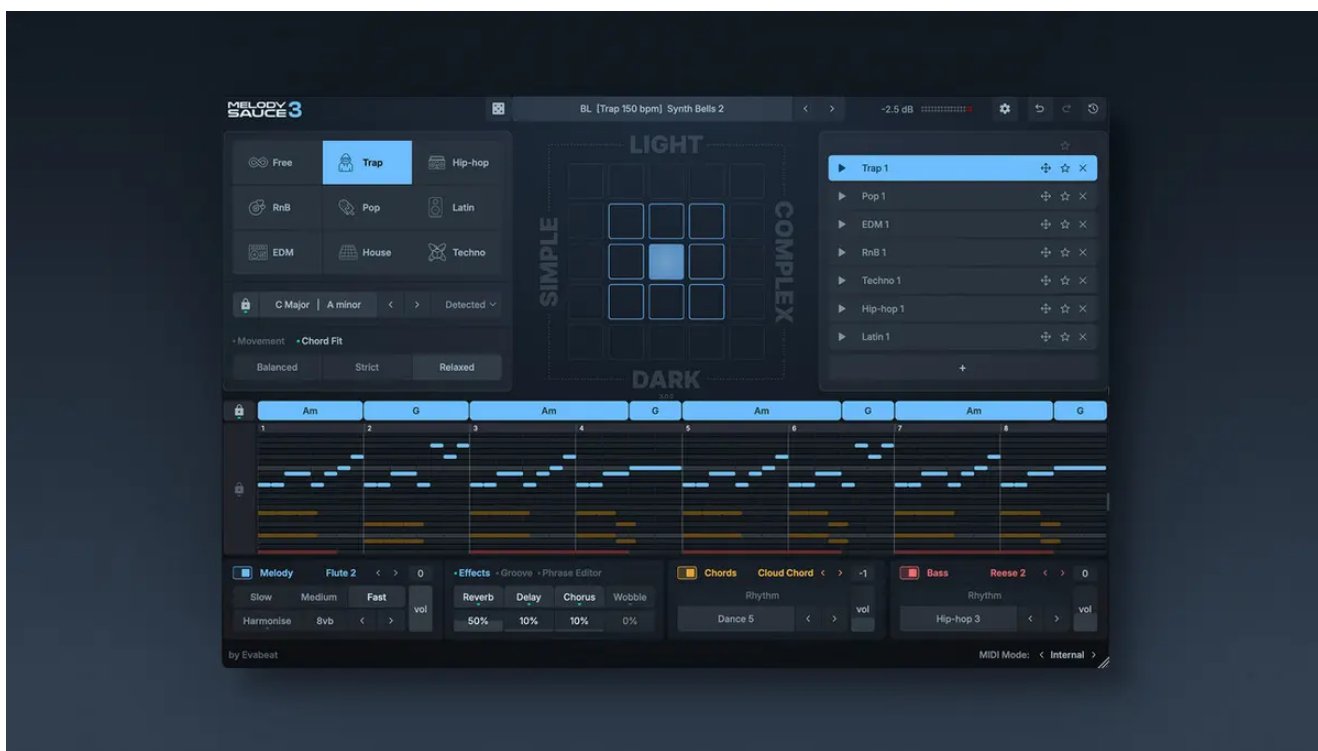 MELODY SAUCE 3
BL [Trap 150 bpm] Synth Bells 2
-2.5 dB
Free
Trap
Hip-hop
RnB
Pop
Latin
EDM
House
Techno
C Major | A minor
Detected
Movement
Chord Fit
Balanced
Strict
Relaxed
LIGHT
SIMPLE
COMPLEX
DARK
Trap 1
Pop 1
EDM 1
RnB 1
Techno 1
Hip-hop 1
Latin 1
+
Am G Am G Am G Am G
1 2 3 4 5 6 7 8
Melody Flute 2 < > 0
Slow Medium Fast
vol
Harmonise 8vb < >
Effects Groove Phrase Editor
Reverb Delay Chorus Wobble
50% 10% 10% 0%
Chords Cloud Chord < > -1
Rhythm
Dance 5 < >
vol
Bass Reese 2 < > 0
Rhythm
Hip-hop 3 < >
vol
by Evabeat
MIDI Mode: < Internal >